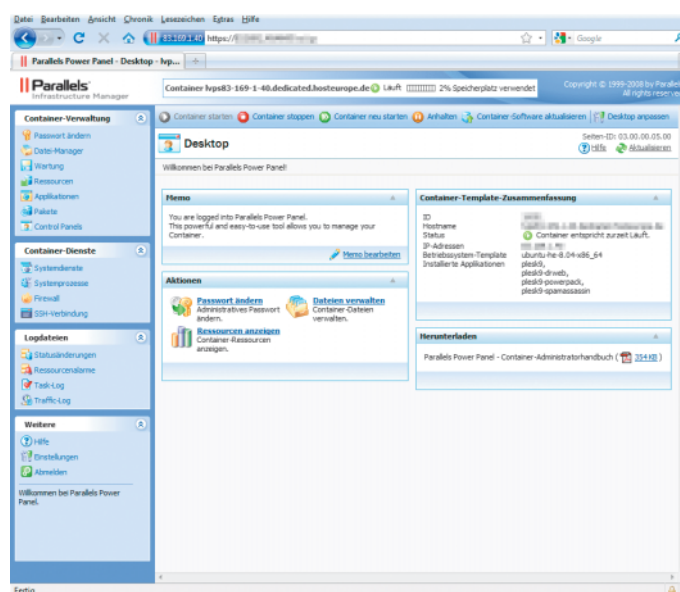 Datei Bearbeiten Ansicht Chronik Lesezeichen Extras Hilfe
83.169.1.40 https:// Google
Parallels Power Panel - Desktop - lvp...
Parallels
Infrastructure Manager
Container lvps83-169-1-40.dedicated.hosteurope.de Läuft 2% Speicherplatz verwendet
Copyright © 1999-2008 by Parallels
All rights reserve
Container starten Container stoppen Container neu starten Anhalten Container-Software aktualisieren Desktop anpassen
Container-Verwaltung
Passwort ändern
Datei-Manager
Wartung
Ressourcen
Applikationen
Pakete
Control Panels
Container-Dienste
Systemdienste
Systemprozesse
Firewall
SSH-Verbindung
Logdateien
Statusänderungen
Ressourcenalarme
Task-Log
Traffic-Log
Weitere
Hilfe
Einstellungen
Abmelden
Willkommen bei Parallels Power
Panel.
Desktop
Seiten-ID: 03.00.00.05.00
Hilfe Aktualisieren
Willkommen bei Parallels Power Panel!
Memo
You are logged into Parallels Power Panel.
This powerful and easy-to-use tool allows you to manage your
Container.
Memo bearbeiten
Aktionen
Passwort ändern
Administratives Passwort
ändern.
Dateien verwalten
Container-Dateien
verwalten.
Ressourcen anzeigen
Container-Ressourcen
anzeigen.
Container-Template-Zusammenfassung
ID
Hostname
Status Container entspricht zurzeit Läuft.
IP-Adressen
Betriebssystem-Template ubuntu-he-8.04-x86_64
Installierte Applikationen plesk9,
plesk9-drweb,
plesk9-powerpack,
plesk9-spamassassin
Herunterladen
Parallels Power Panel - Container-Administratorhandbuch ( 354 KB )
Fertig